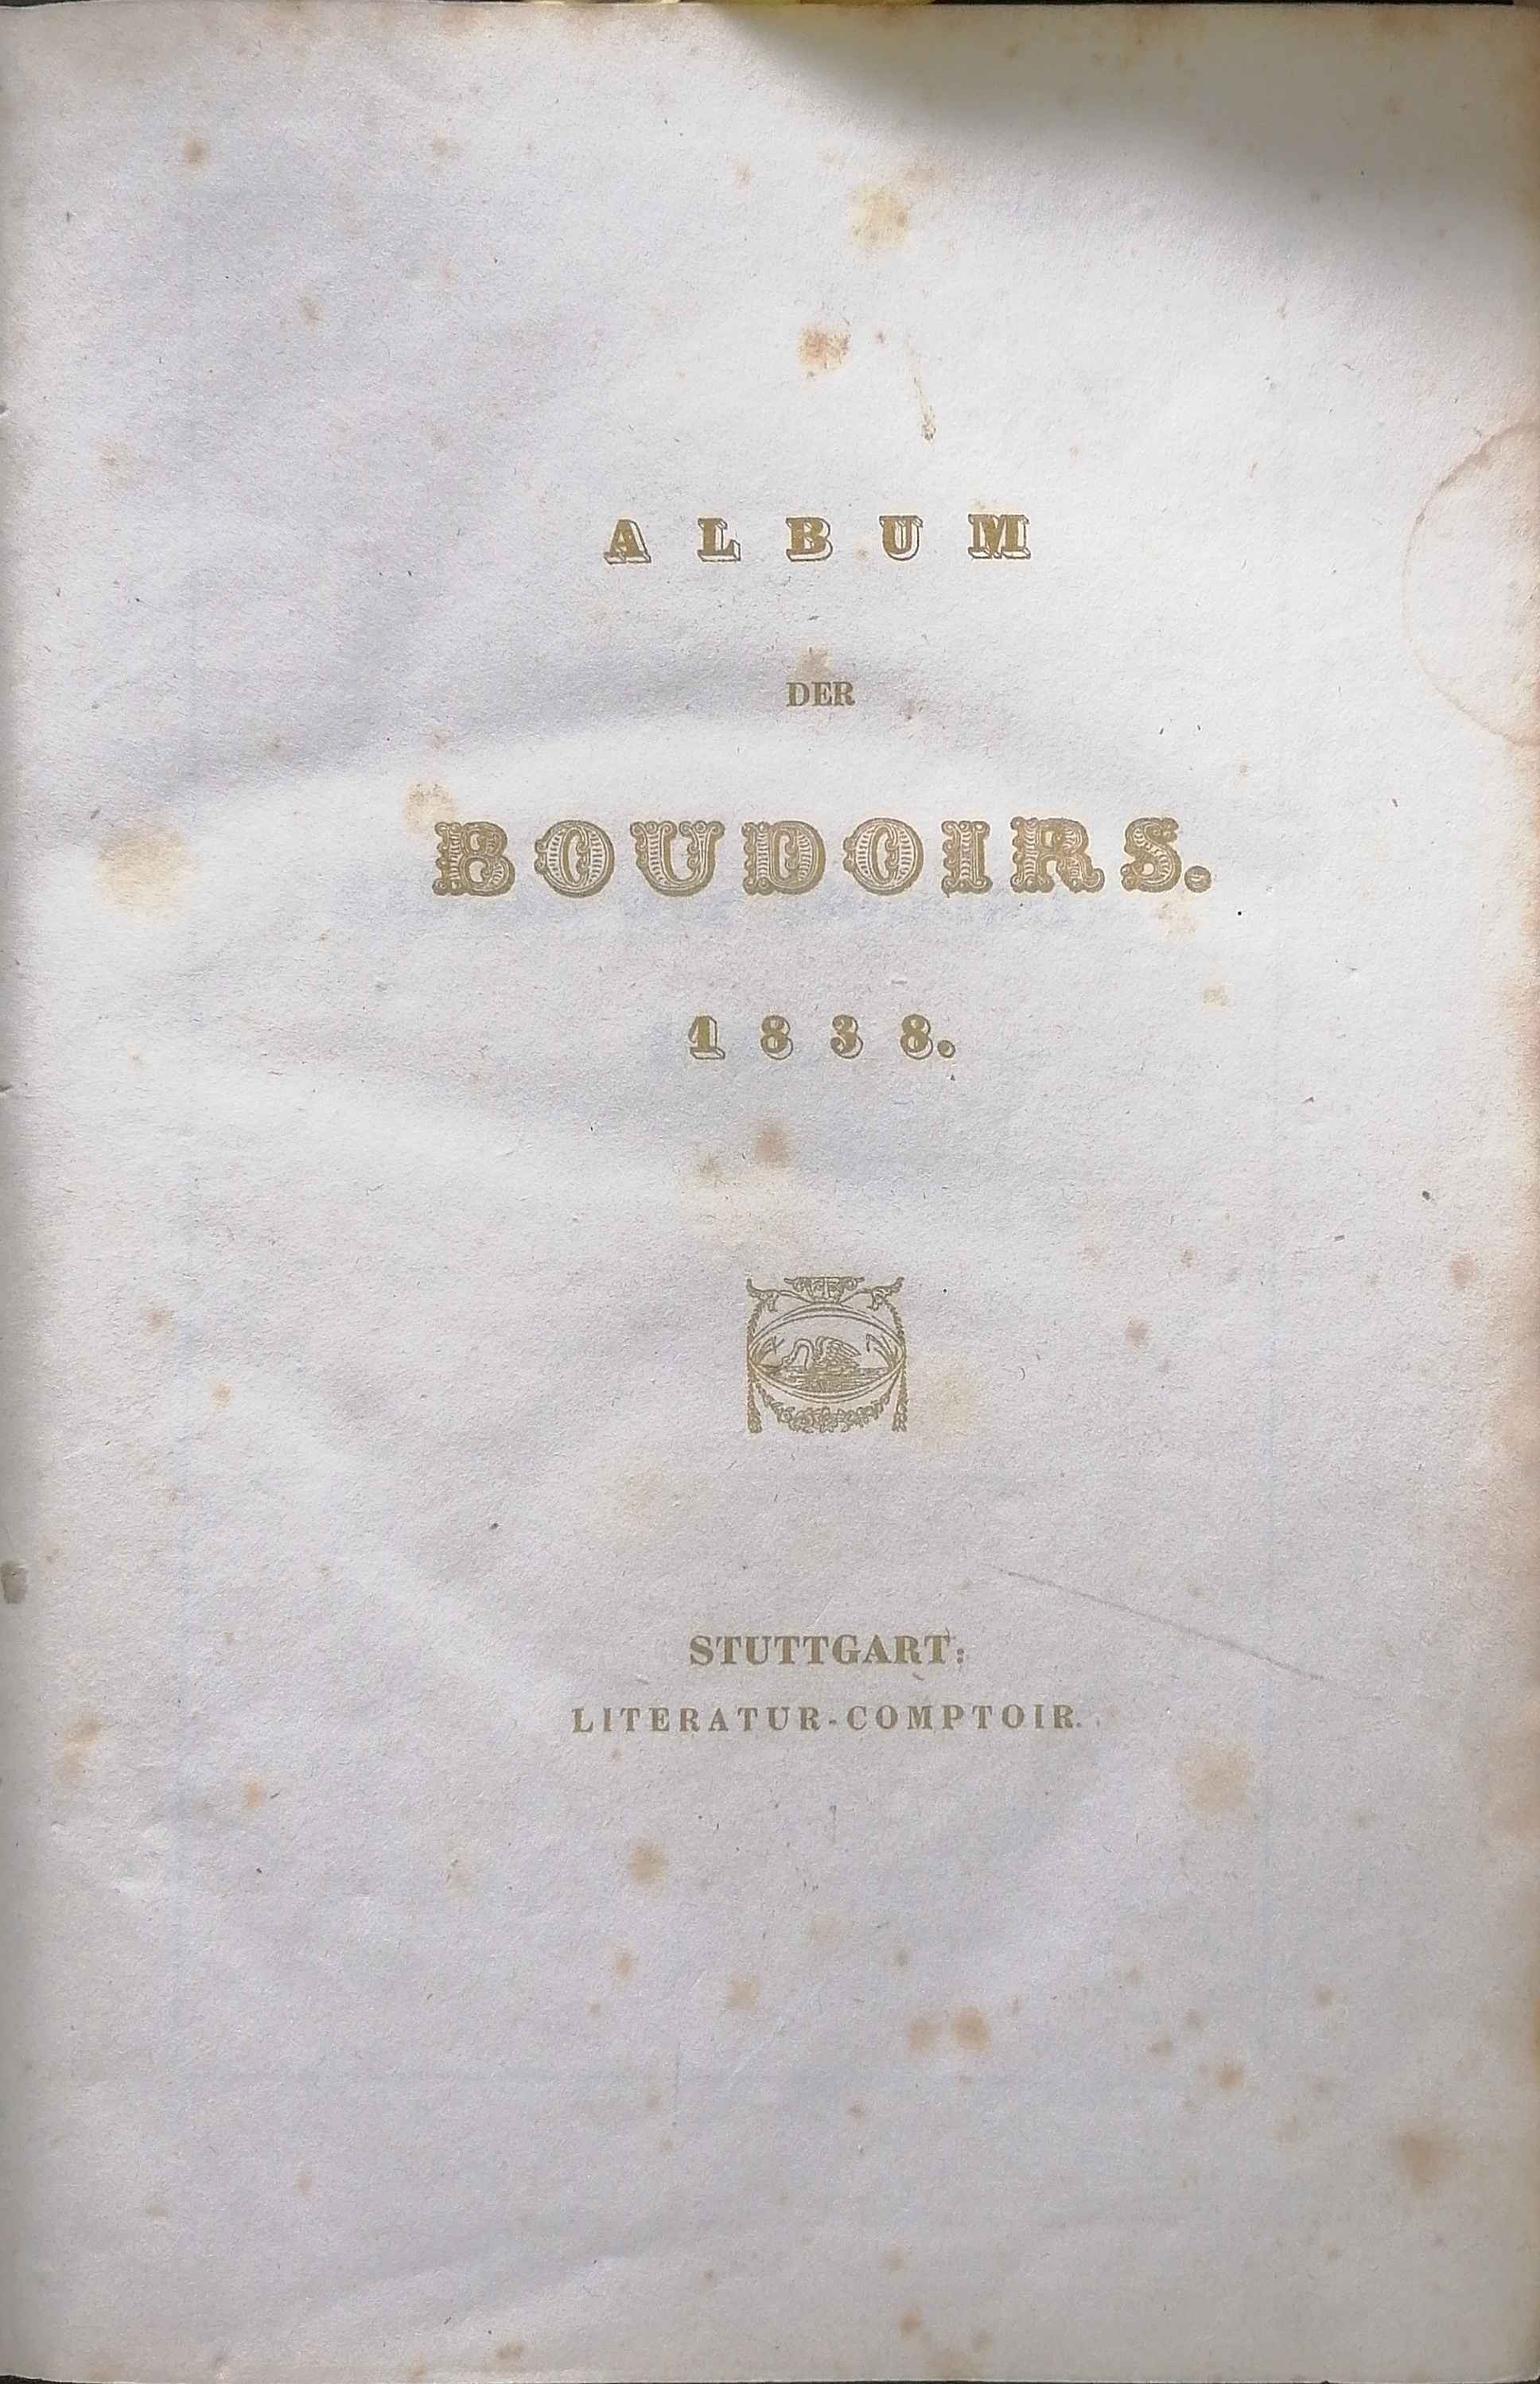 ALBUM
DER
BOUDOIRS.
1838.
STUTTGART:
LITERATUR-COMPTOIR.